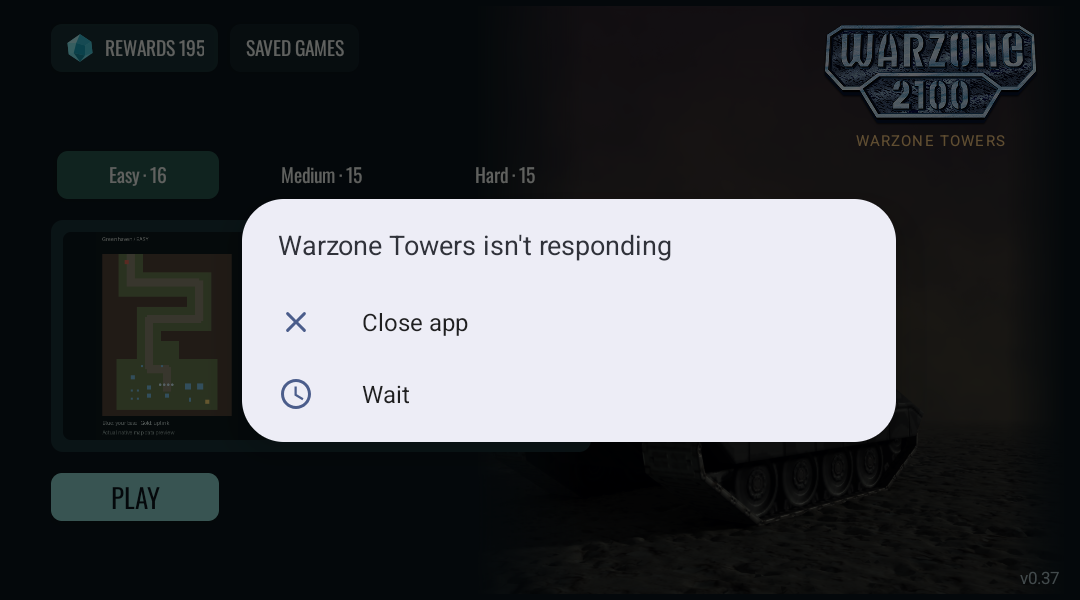 REWARDS 195
SAVED GAMES
WARZONE
2100
WARZONE TOWERS
Easy · 16
Medium · 15
Hard · 15
Warzone Towers isn't responding
Close app
Wait
PLAY
v0.37